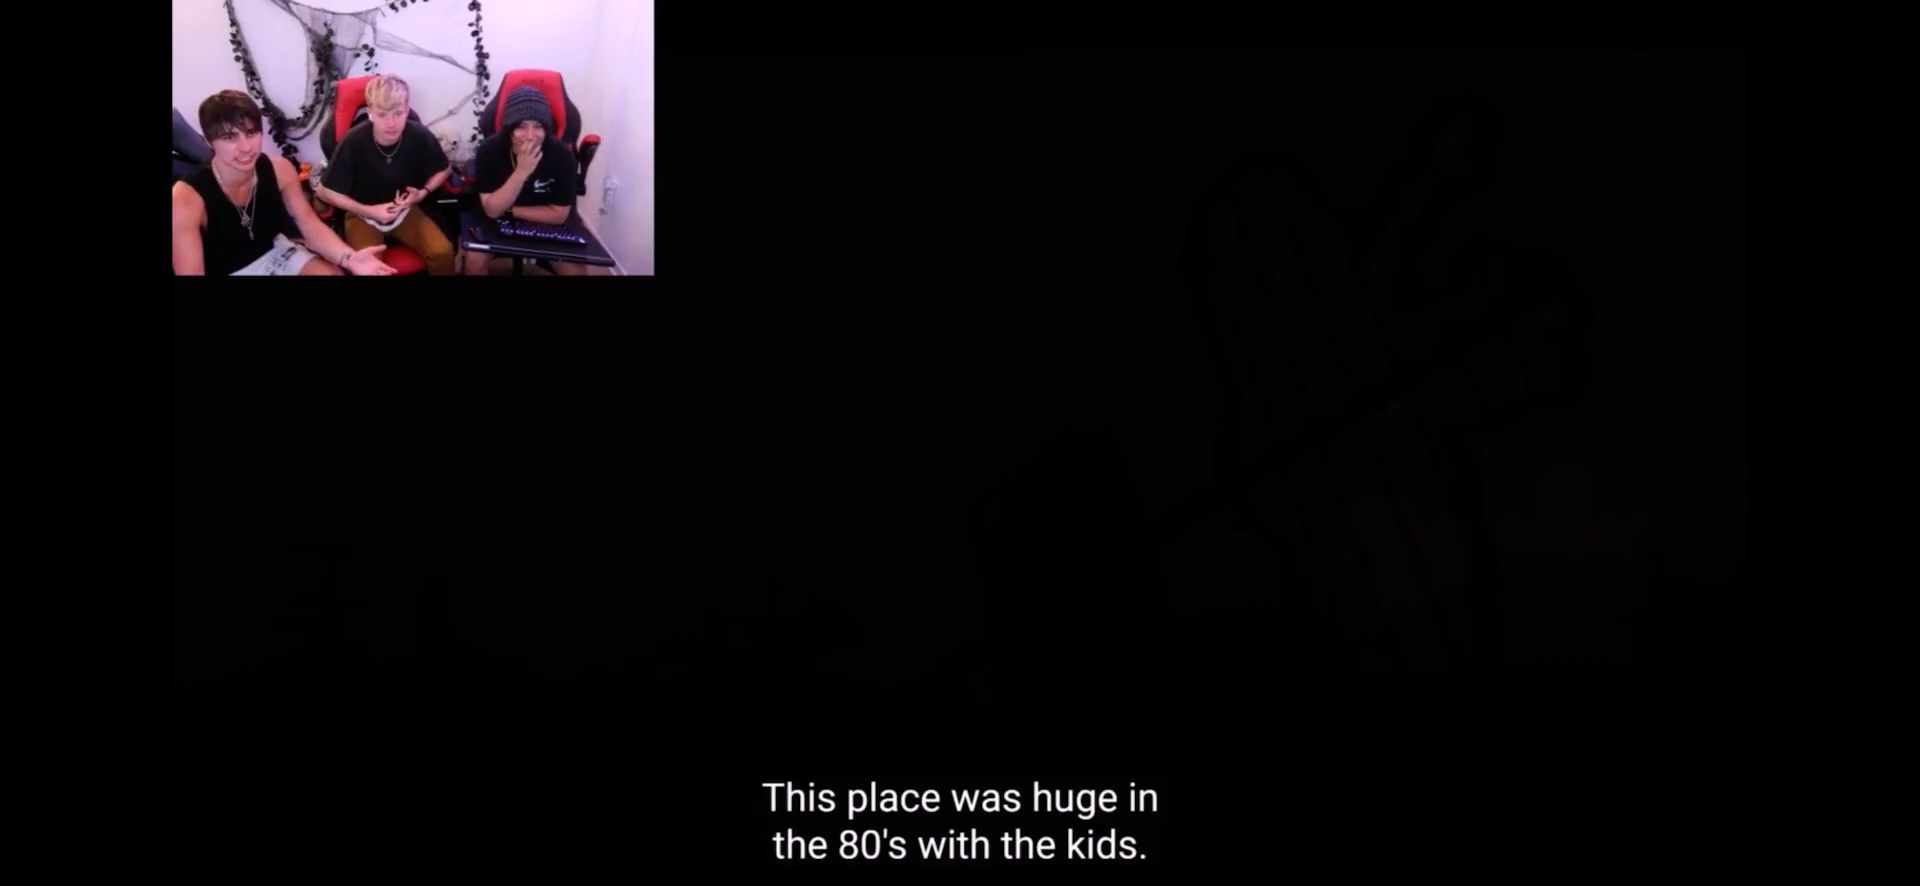 This place was huge in
the 80's with the kids.